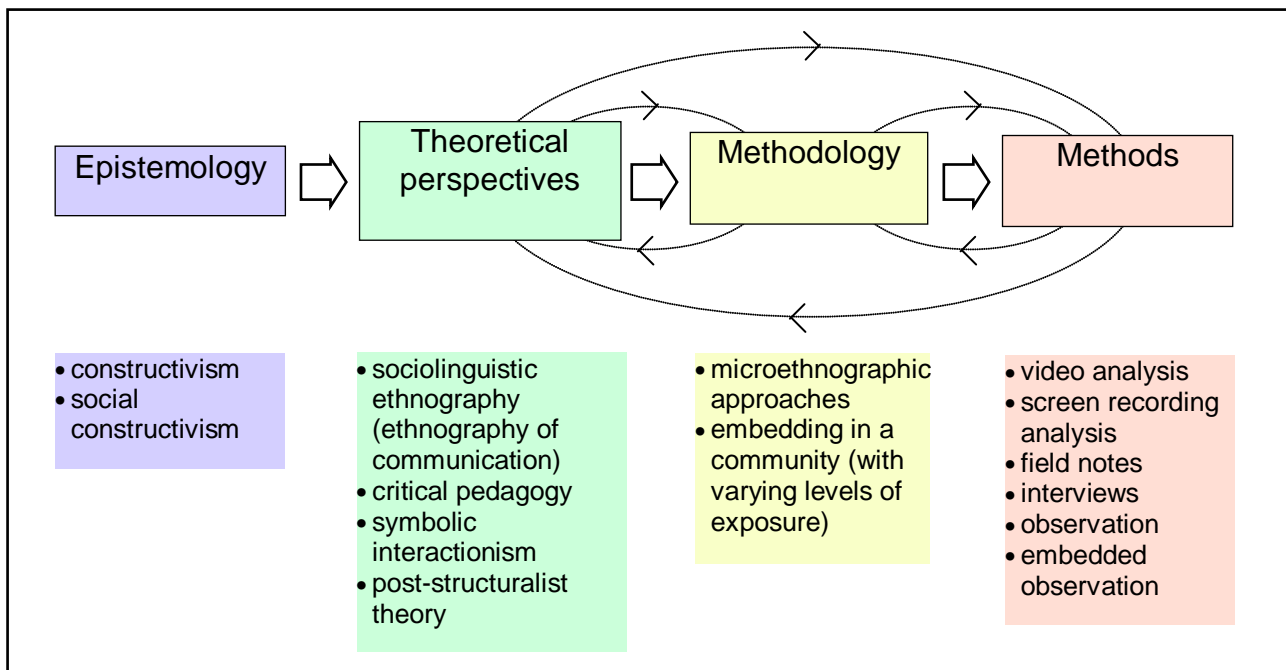 Epistemology
Theoretical
perspectives
Methodology
Methods
• constructivism
• social
constructivism
• sociolinguistic
ethnography
(ethnography of
communication)
• critical pedagogy
• symbolic
interactionism
• post-structuralist
theory
• microethnographic
approaches
• embedding in a
community (with
varying levels of
exposure)
• video analysis
• screen recording
analysis
• field notes
• interviews
• observation
• embedded
observation